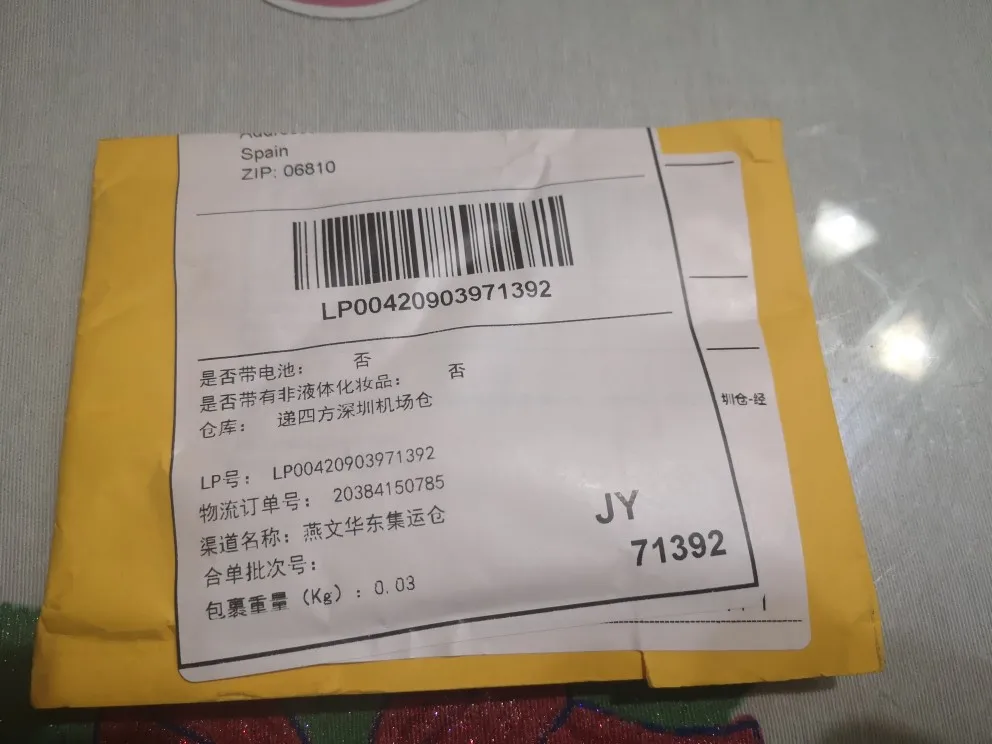 Spain
ZIP: 06810
LP00420903971392
是否带电池： 否
是否带有非液体化妆品： 否
仓库： 递四方深圳机场仓
圳仓-经
LP号： LP00420903971392
物流订单号： 20384150785
渠道名称：燕文华东集运仓
合单批次号：
包裹重量（Kg）：0.03
JY
71392